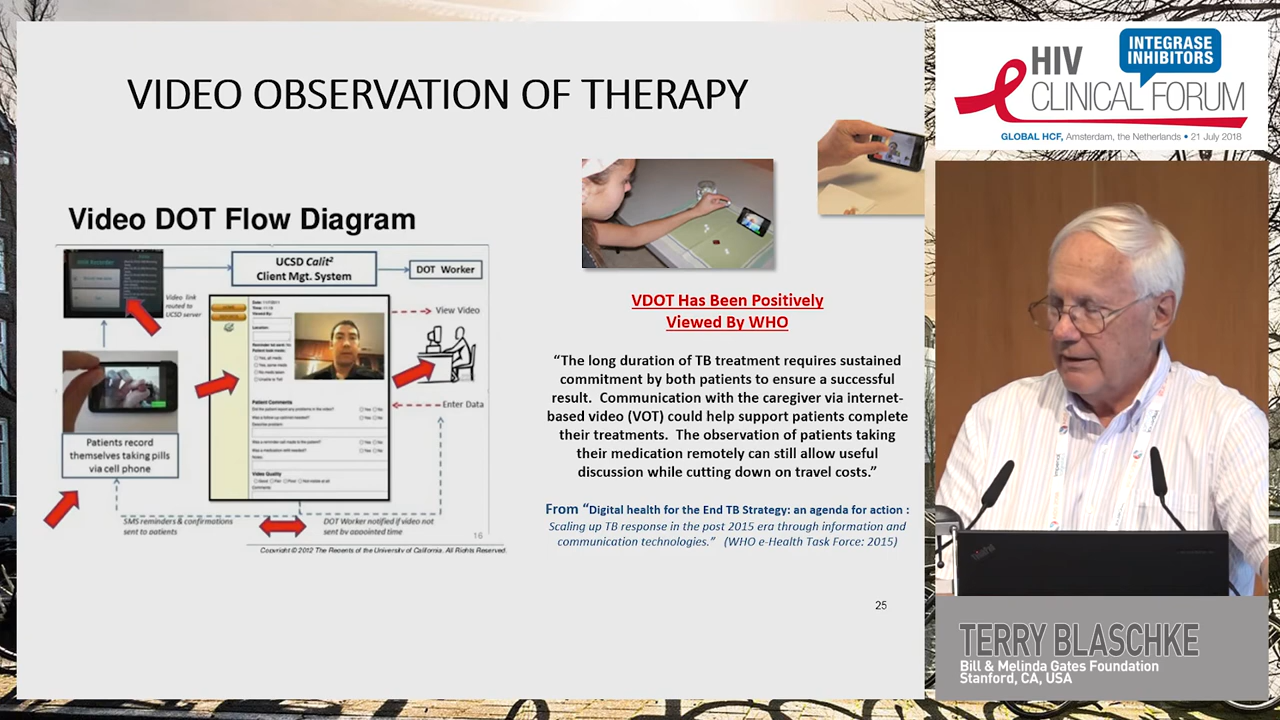 VIDEO OBSERVATION OF THERAPY
Video DOT Flow Diagram
UCSD Calit²
Client Mgt. System
DOT Worker
Video link
routed to
UCSD server
View Video
Enter Data
Patient Comments
Video Quality
Patients record
themselves taking pills
via cell phone
SMS reminders & confirmations
sent to patients
DOT Worker notified if video not
sent by appointed time
16
Copyright © 2012 The Regents of the University of California. All Rights Reserved.
VDOT Has Been Positively
Viewed By WHO
“The long duration of TB treatment requires sustained
commitment by both patients to ensure a successful
result. Communication with the caregiver via internet-
based video (VOT) could help support patients complete
their treatments. The observation of patients taking
their medication remotely can still allow useful
discussion while cutting down on travel costs.”
From “Digital health for the End TB Strategy: an agenda for action :
Scaling up TB response in the post 2015 era through information and
communication technologies.” (WHO e-Health Task Force: 2015)
25
HIV
INTEGRASE
INHIBITORS
CLINICAL FORUM
GLOBAL HCF, Amsterdam, the Netherlands • 21 July 2018
ThinkPad
TERRY BLASCHKE
Bill & Melinda Gates Foundation
Stanford, CA, USA